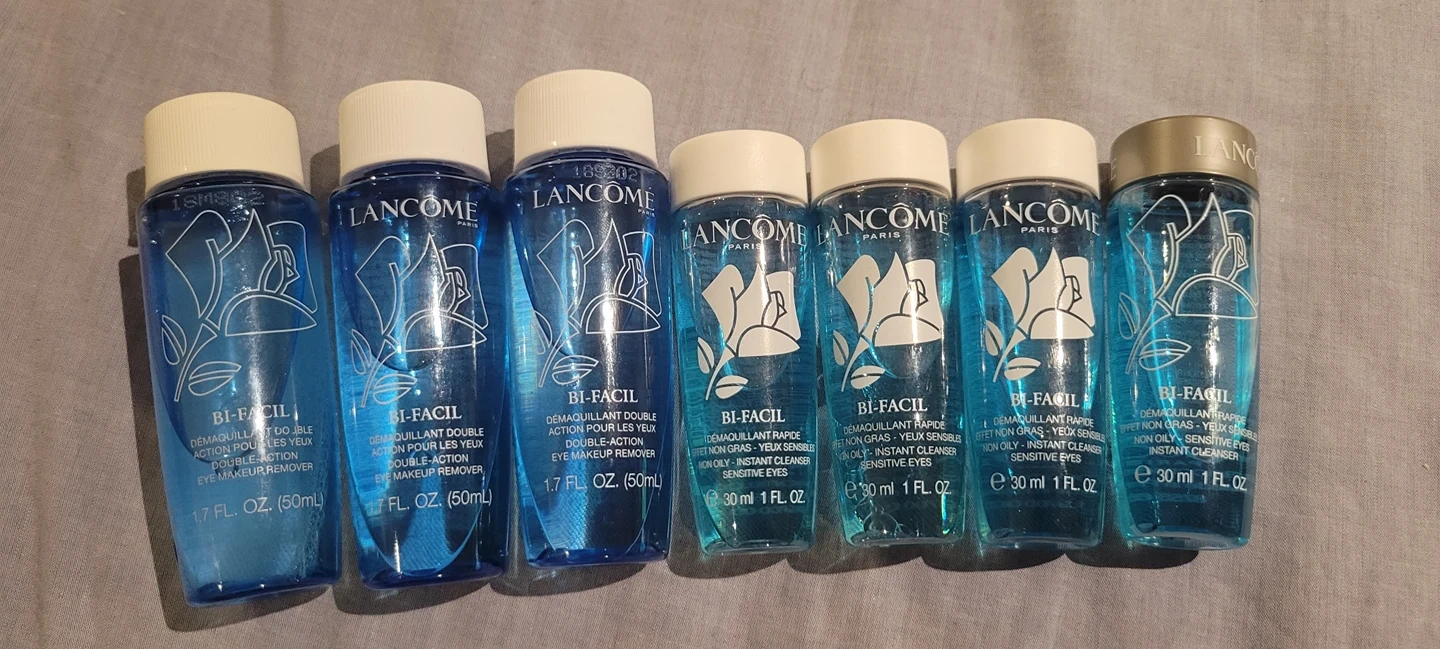 18M802
BI-FACIL
DÉMAQUILLANT DOUBLE
ACTION POUR LES YEUX
DOUBLE-ACTION
EYE MAKEUP REMOVER
1.7 FL. OZ. (50mL)
LANCÔME
PARIS
BI-FACIL
DÉMAQUILLANT DOUBLE
ACTION POUR LES YEUX
DOUBLE-ACTION
EYE MAKEUP REMOVER
7 FL. OZ. (50mL)
18S302
LANCÔME
PARIS
BI-FACIL
DÉMAQUILLANT DOUBLE
ACTION POUR LES YEUX
DOUBLE-ACTION
EYE MAKEUP REMOVER
1.7 FL. OZ. (50mL)
LANCÔME
PARIS
BI-FACIL
DÉMAQUILLANT RAPIDE
EFFET NON GRAS - YEUX SENSIBLES
NON OILY - INSTANT CLEANSER
SENSITIVE EYES
e 30 ml 1 FL. OZ.
LANCÔME
PARIS
BI-FACIL
DÉMAQUILLANT RAPIDE
EFFET NON GRAS - YEUX SENSIBLES
NON OILY - INSTANT CLEANSER
SENSITIVE EYES
e 30 ml 1 FL. OZ.
LANCÔME
PARIS
BI-FACIL
DÉMAQUILLANT RAPIDE
EFFET NON GRAS - YEUX SENSIBLES
NON OILY - INSTANT CLEANSER
SENSITIVE EYES
e 30 ml 1 FL. OZ.
LANC
BI-FACIL
DÉMAQUILLANT RAPIDE
EFFET NON GRAS - YEUX SENSIBLES
NON OILY - SENSITIVE EYES
INSTANT CLEANSER
e 30 ml 1 FL. OZ.